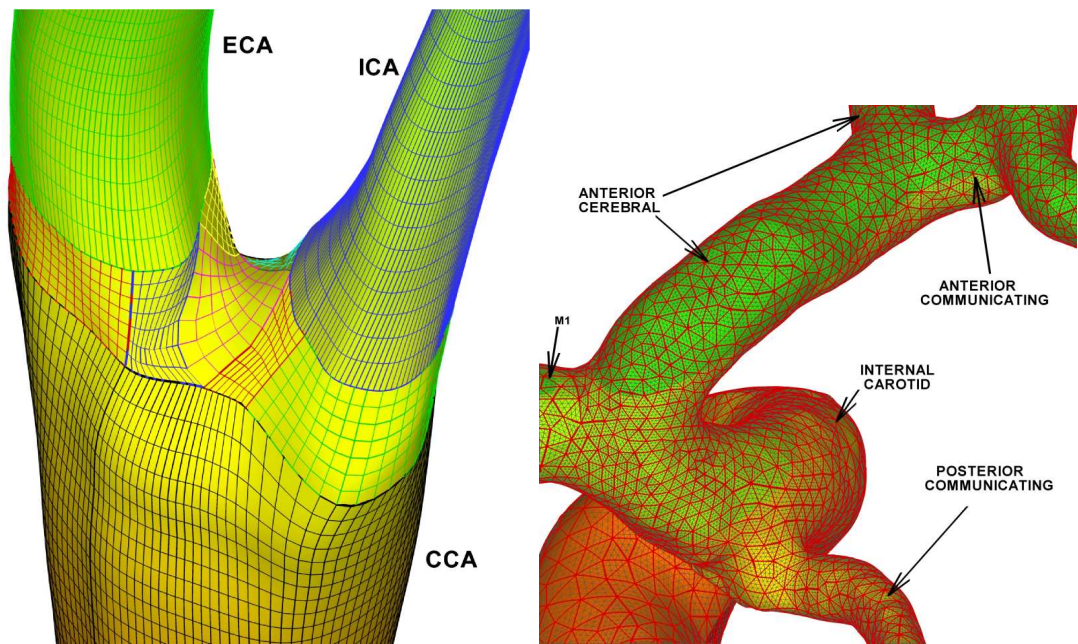 ECA
ICA
CCA
ANTERIOR
CEREBRAL
ANTERIOR
COMMUNICATING
M1
INTERNAL
CAROTID
POSTERIOR
COMMUNICATING